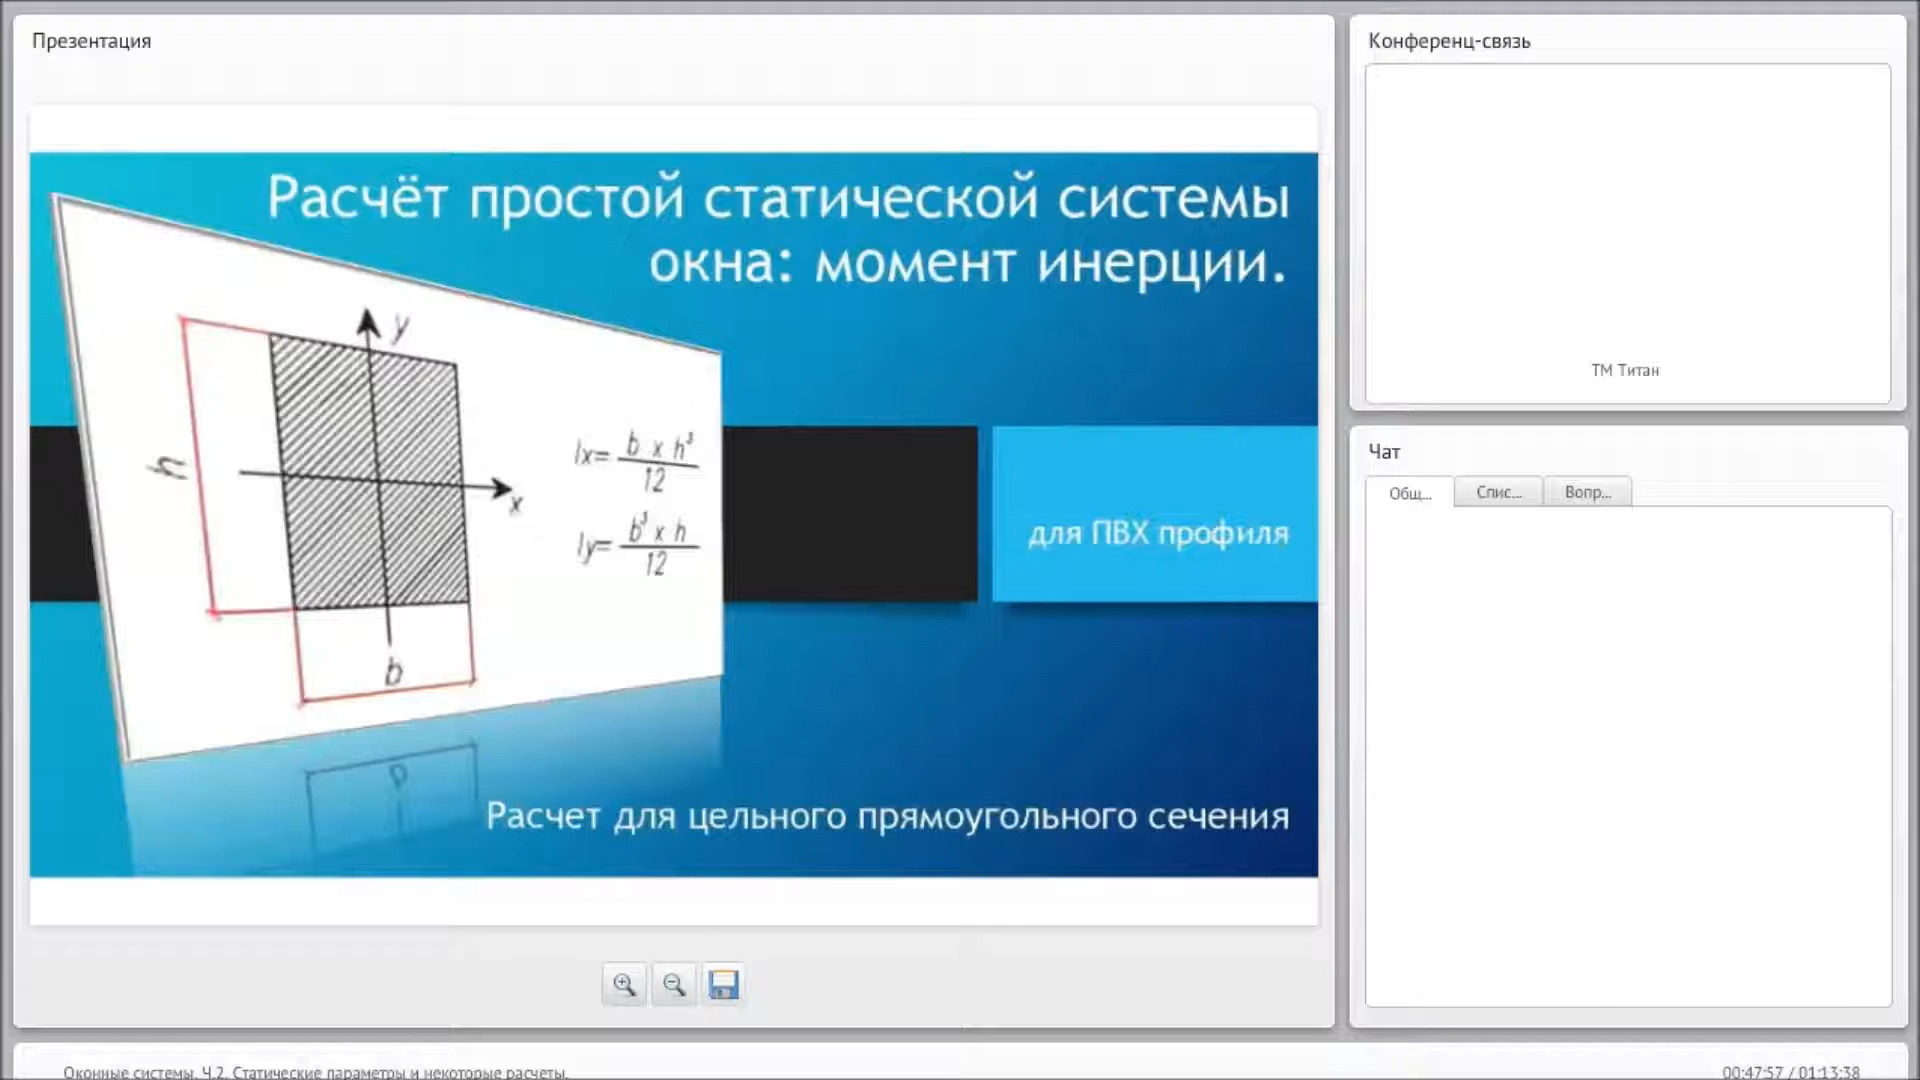 Презентация
Расчёт простой статической системы
окна: момент инерции.
y
h
x
b
Ix= b x h³
12
Iy= b³ x h
12
для ПВХ профиля
Расчет для цельного прямоугольного сечения
Конференц-связь
ТМ Титан
Чат
Общ... Спис... Вопр...
Оконные системы. Ч.2. Статические параметры и некоторые расчеты.
00:47:57 / 01:13:38